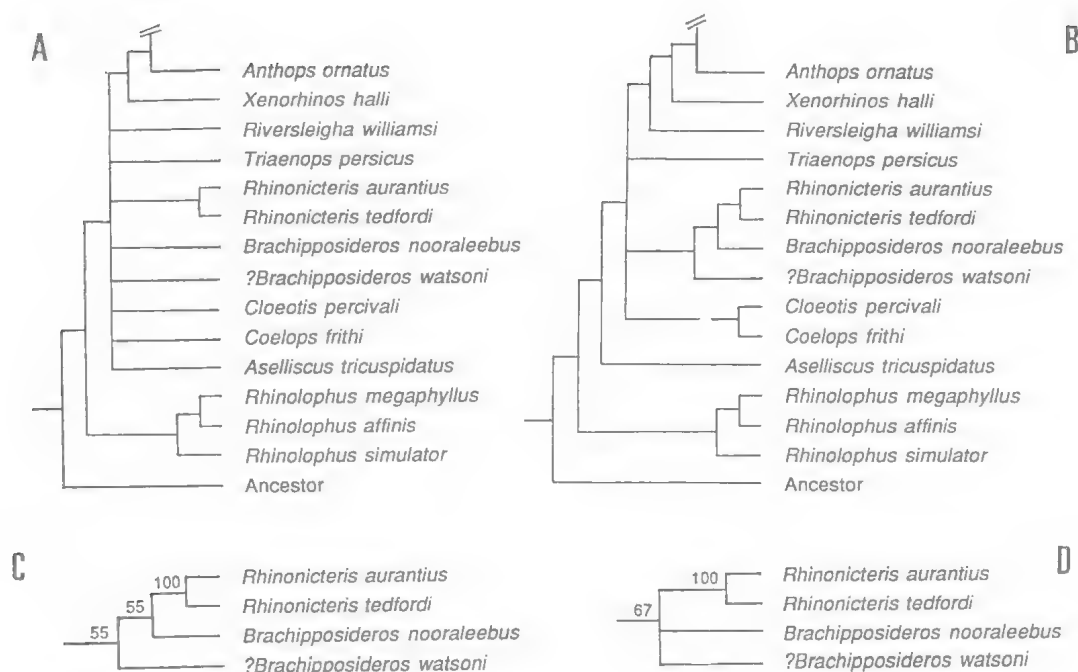 A
Anthops ornatus
Xenorhinos halli
Riversleigha williamsi
Triaenops persicus
Rhinonicteris aurantius
Rhinonicteris tedfordi
Brachipposideros nooraleebus
?Brachipposideros watsoni
Cloeotis percivali
Coelops frithi
Aselliscus tricuspidatus
Rhinolophus megaphyllus
Rhinolophus affinis
Rhinolophus simulator
Ancestor
B
Anthops ornatus
Xenorhinos halli
Riversleigha williamsi
Triaenops persicus
Rhinonicteris aurantius
Rhinonicteris tedfordi
Brachipposideros nooraleebus
?Brachipposideros watsoni
Cloeotis percivali
Coelops frithi
Aselliscus tricuspidatus
Rhinolophus megaphyllus
Rhinolophus affinis
Rhinolophus simulator
Ancestor
C
100
55
55
Rhinonicteris aurantius
Rhinonicteris tedfordi
Brachipposideros nooraleebus
?Brachipposideros watsoni
D
100
67
Rhinonicteris aurantius
Rhinonicteris tedfordi
Brachipposideros nooraleebus
?Brachipposideros watsoni